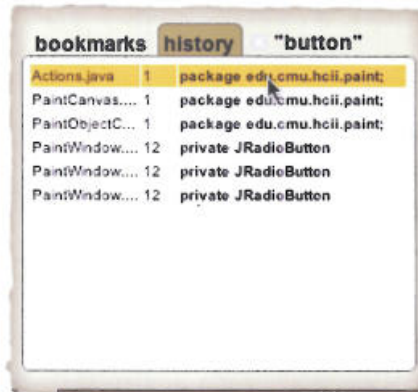 bookmarks history "button"
Actions.java 1 package edu.cmu.hcii.paint;
PaintCanvas.... 1 package edu.cmu.hcii.paint;
PaintObjectC... 1 package edu.cmu.hcii.paint;
PaintWindow.... 12 private JRadioButton
PaintWindow.... 12 private JRadioButton
PaintWindow.... 12 private JRadioButton